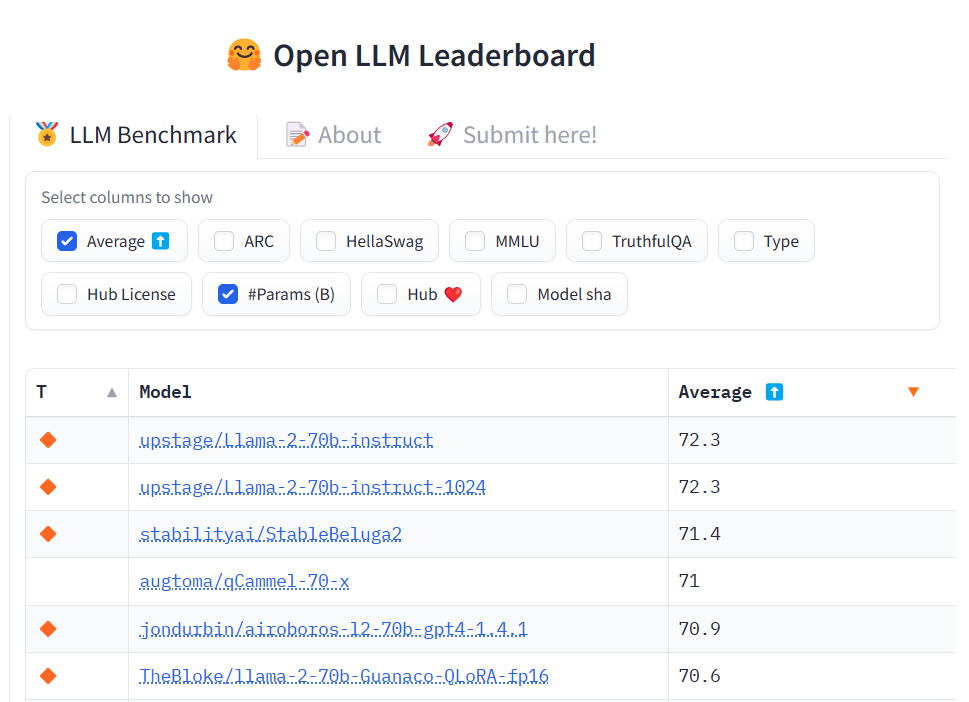 🤗 Open LLM Leaderboard
🏅 LLM Benchmark 📝 About 🚀 Submit here!
Select columns to show
Average ⬆️ ARC HellaSwag MMLU TruthfulQA Type
Hub License #Params (B) Hub ❤️ Model sha
T ▲ Model Average ⬆️ ▼
🔶 upstage/Llama-2-70b-instruct 72.3
🔶 upstage/Llama-2-70b-instruct-1024 72.3
🔶 stabilityai/StableBeluga2 71.4
augtoma/qCammel-70-x 71
🔶 jondurbin/airoboros-l2-70b-gpt4-1.4.1 70.9
🔶 TheBloke/llama-2-70b-Guanaco-QLoRA-fp16 70.6